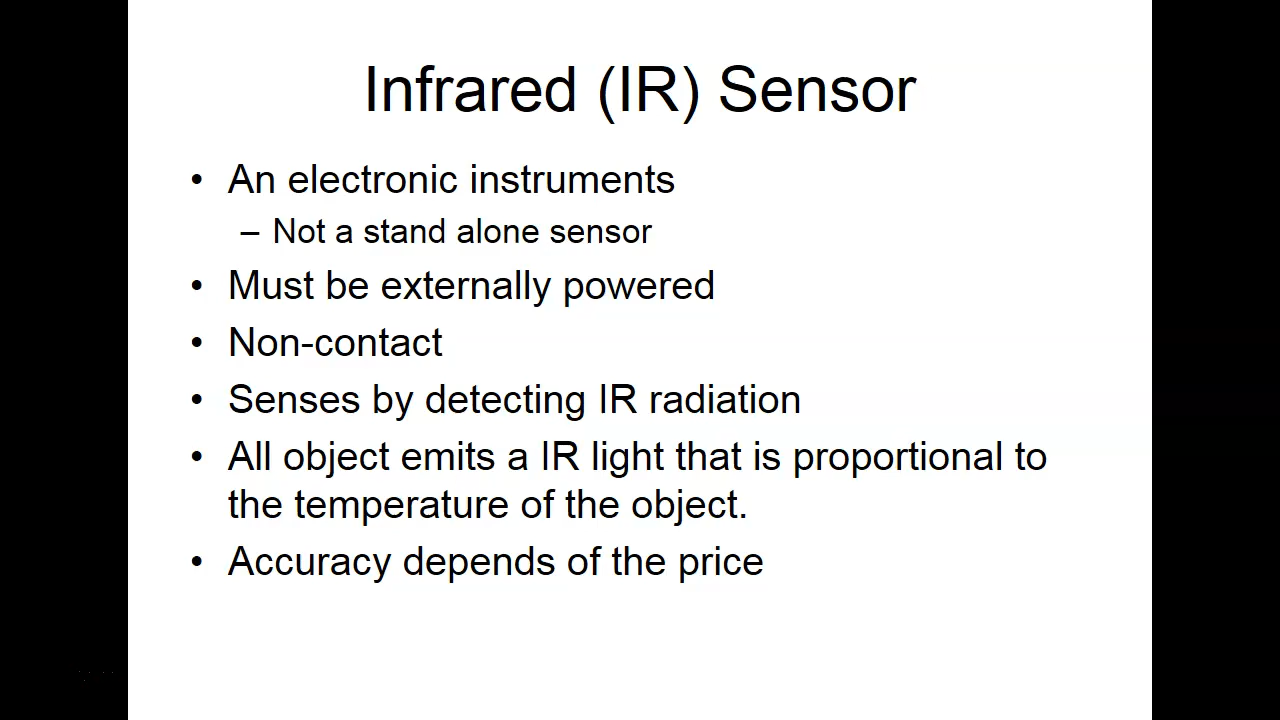 Infrared (IR) Sensor
• An electronic instruments
– Not a stand alone sensor
• Must be externally powered
• Non-contact
• Senses by detecting IR radiation
• All object emits a IR light that is proportional to
the temperature of the object.
• Accuracy depends of the price